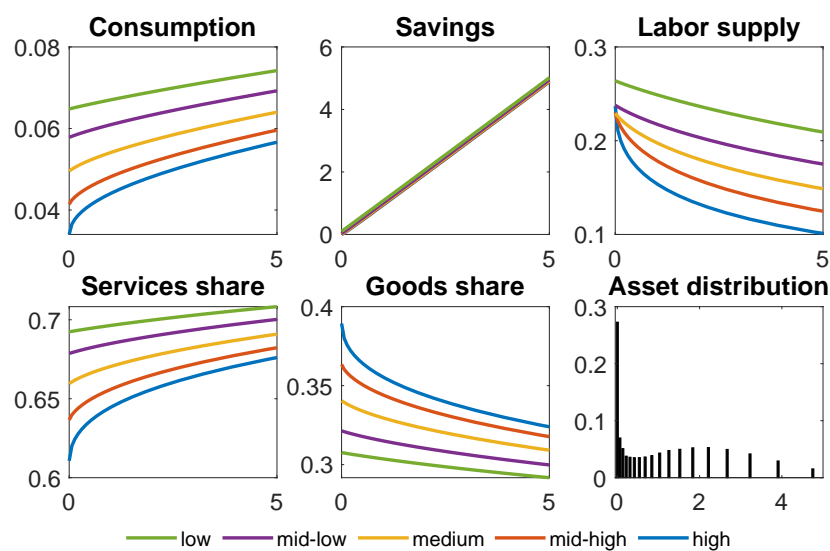 Consumption Savings Labor supply
0.08 6 0.3
0.06 4 0.2
0.04 2
0 0.1
0 5 0 5 0 5
Services share Goods share Asset distribution
0.7 0.4 0.3
0.65 0.35 0.2
0.1
0.6 0.3 0
0 5 0 5 0 2 4
low mid-low medium mid-high high